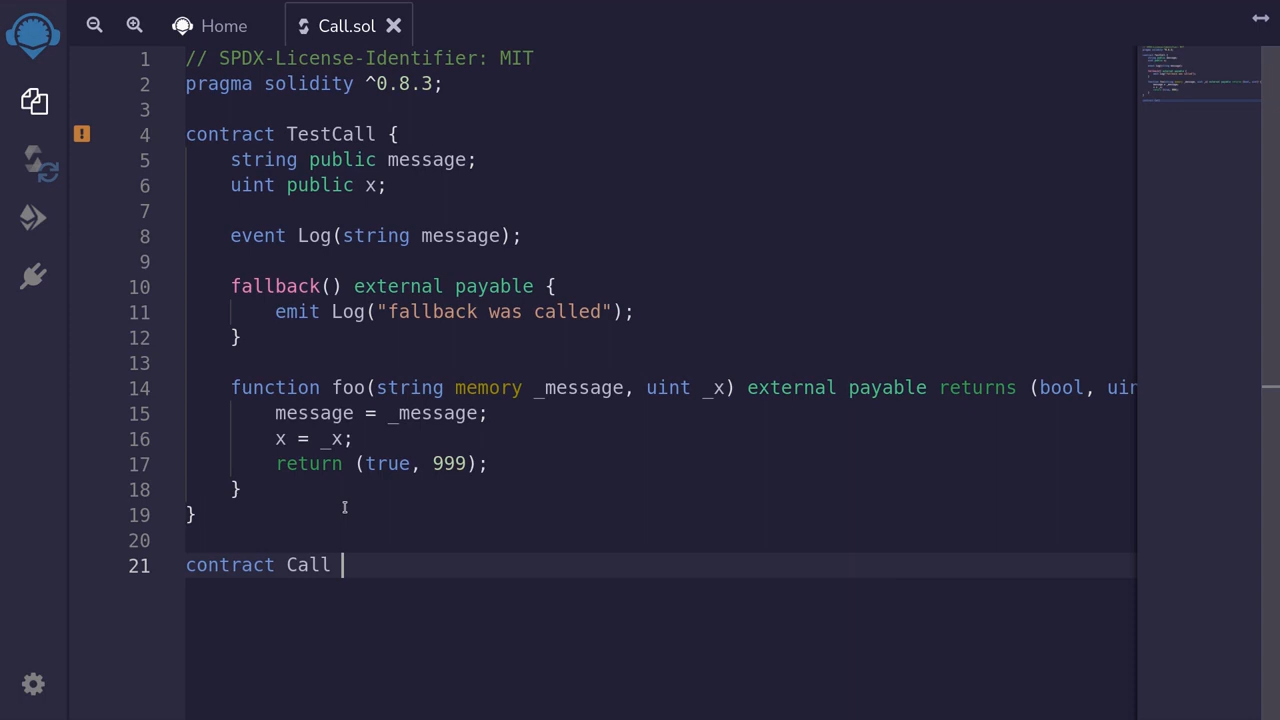 Home
Call.sol
1 // SPDX-License-Identifier: MIT
2 pragma solidity ^0.8.3;
3
4 contract TestCall {
5 string public message;
6 uint public x;
7
8 event Log(string message);
9
10 fallback() external payable {
11 emit Log("fallback was called");
12 }
13
14 function foo(string memory _message, uint _x) external payable returns (bool, uin
15 message = _message;
16 x = _x;
17 return (true, 999);
18 }
19 }
20
21 contract Call